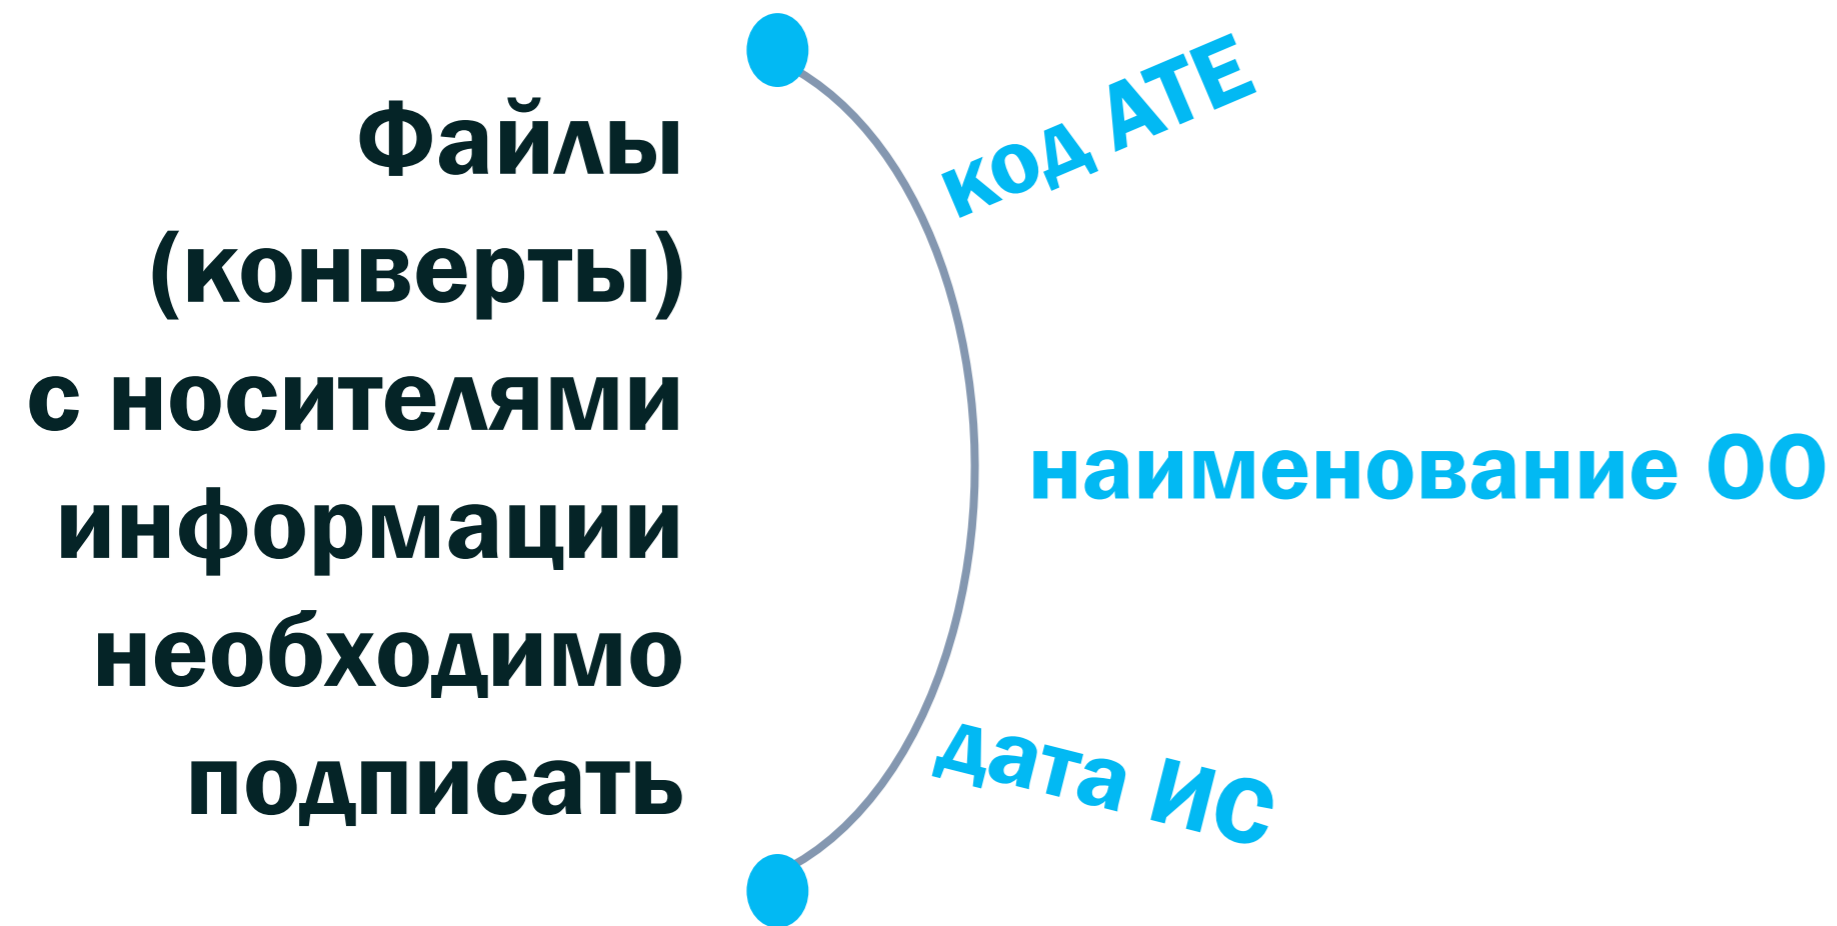 Файлы
(конверты)
с носителями
информации
необходимо
подписать
код АТЕ
наименование ОО
дата ИС